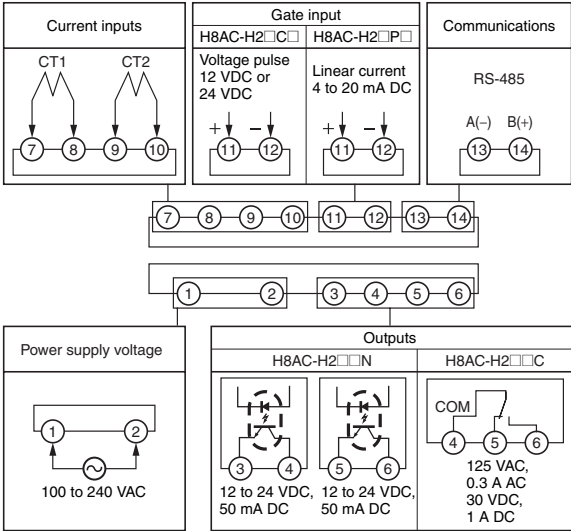 Current inputs
CT1 CT2
7 8 9 10
Gate input
H8AC-H2□C□ H8AC-H2□P□
Voltage pulse
12 VDC or
24 VDC
+ −
11 12
Linear current
4 to 20 mA DC
+ −
11 12
Communications
RS-485
A(−) B(+)
13 14
7 8 9 10 11 12 13 14
1 2 3 4 5 6
Power supply voltage
1 2
100 to 240 VAC
Outputs
H8AC-H2□□N H8AC-H2□□C
3 4
12 to 24 VDC,
50 mA DC
5 6
12 to 24 VDC,
50 mA DC
COM
4 5 6
125 VAC,
0.3 A AC
30 VDC,
1 A DC